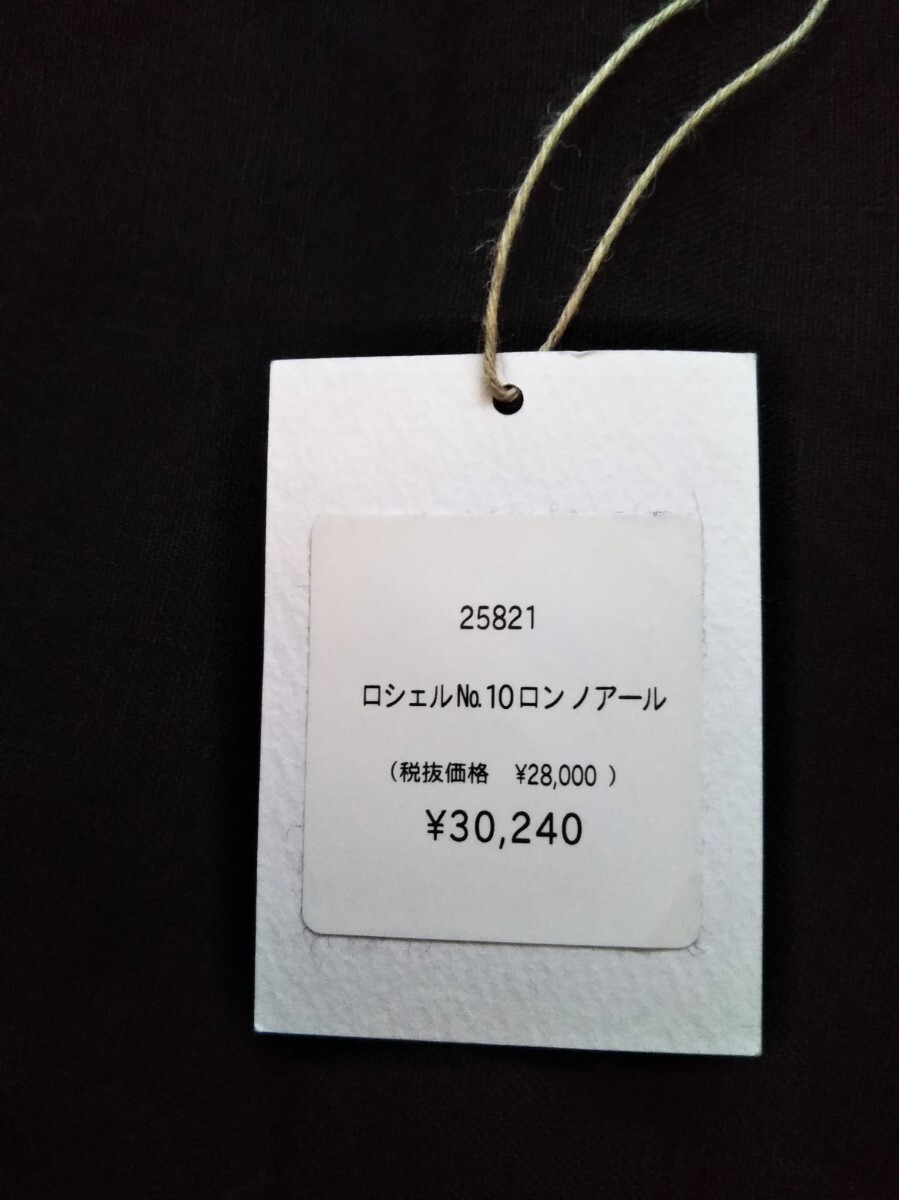 25821
ロシェル№10ロン ノアール
（税抜価格　¥28,000 ）
¥30,240